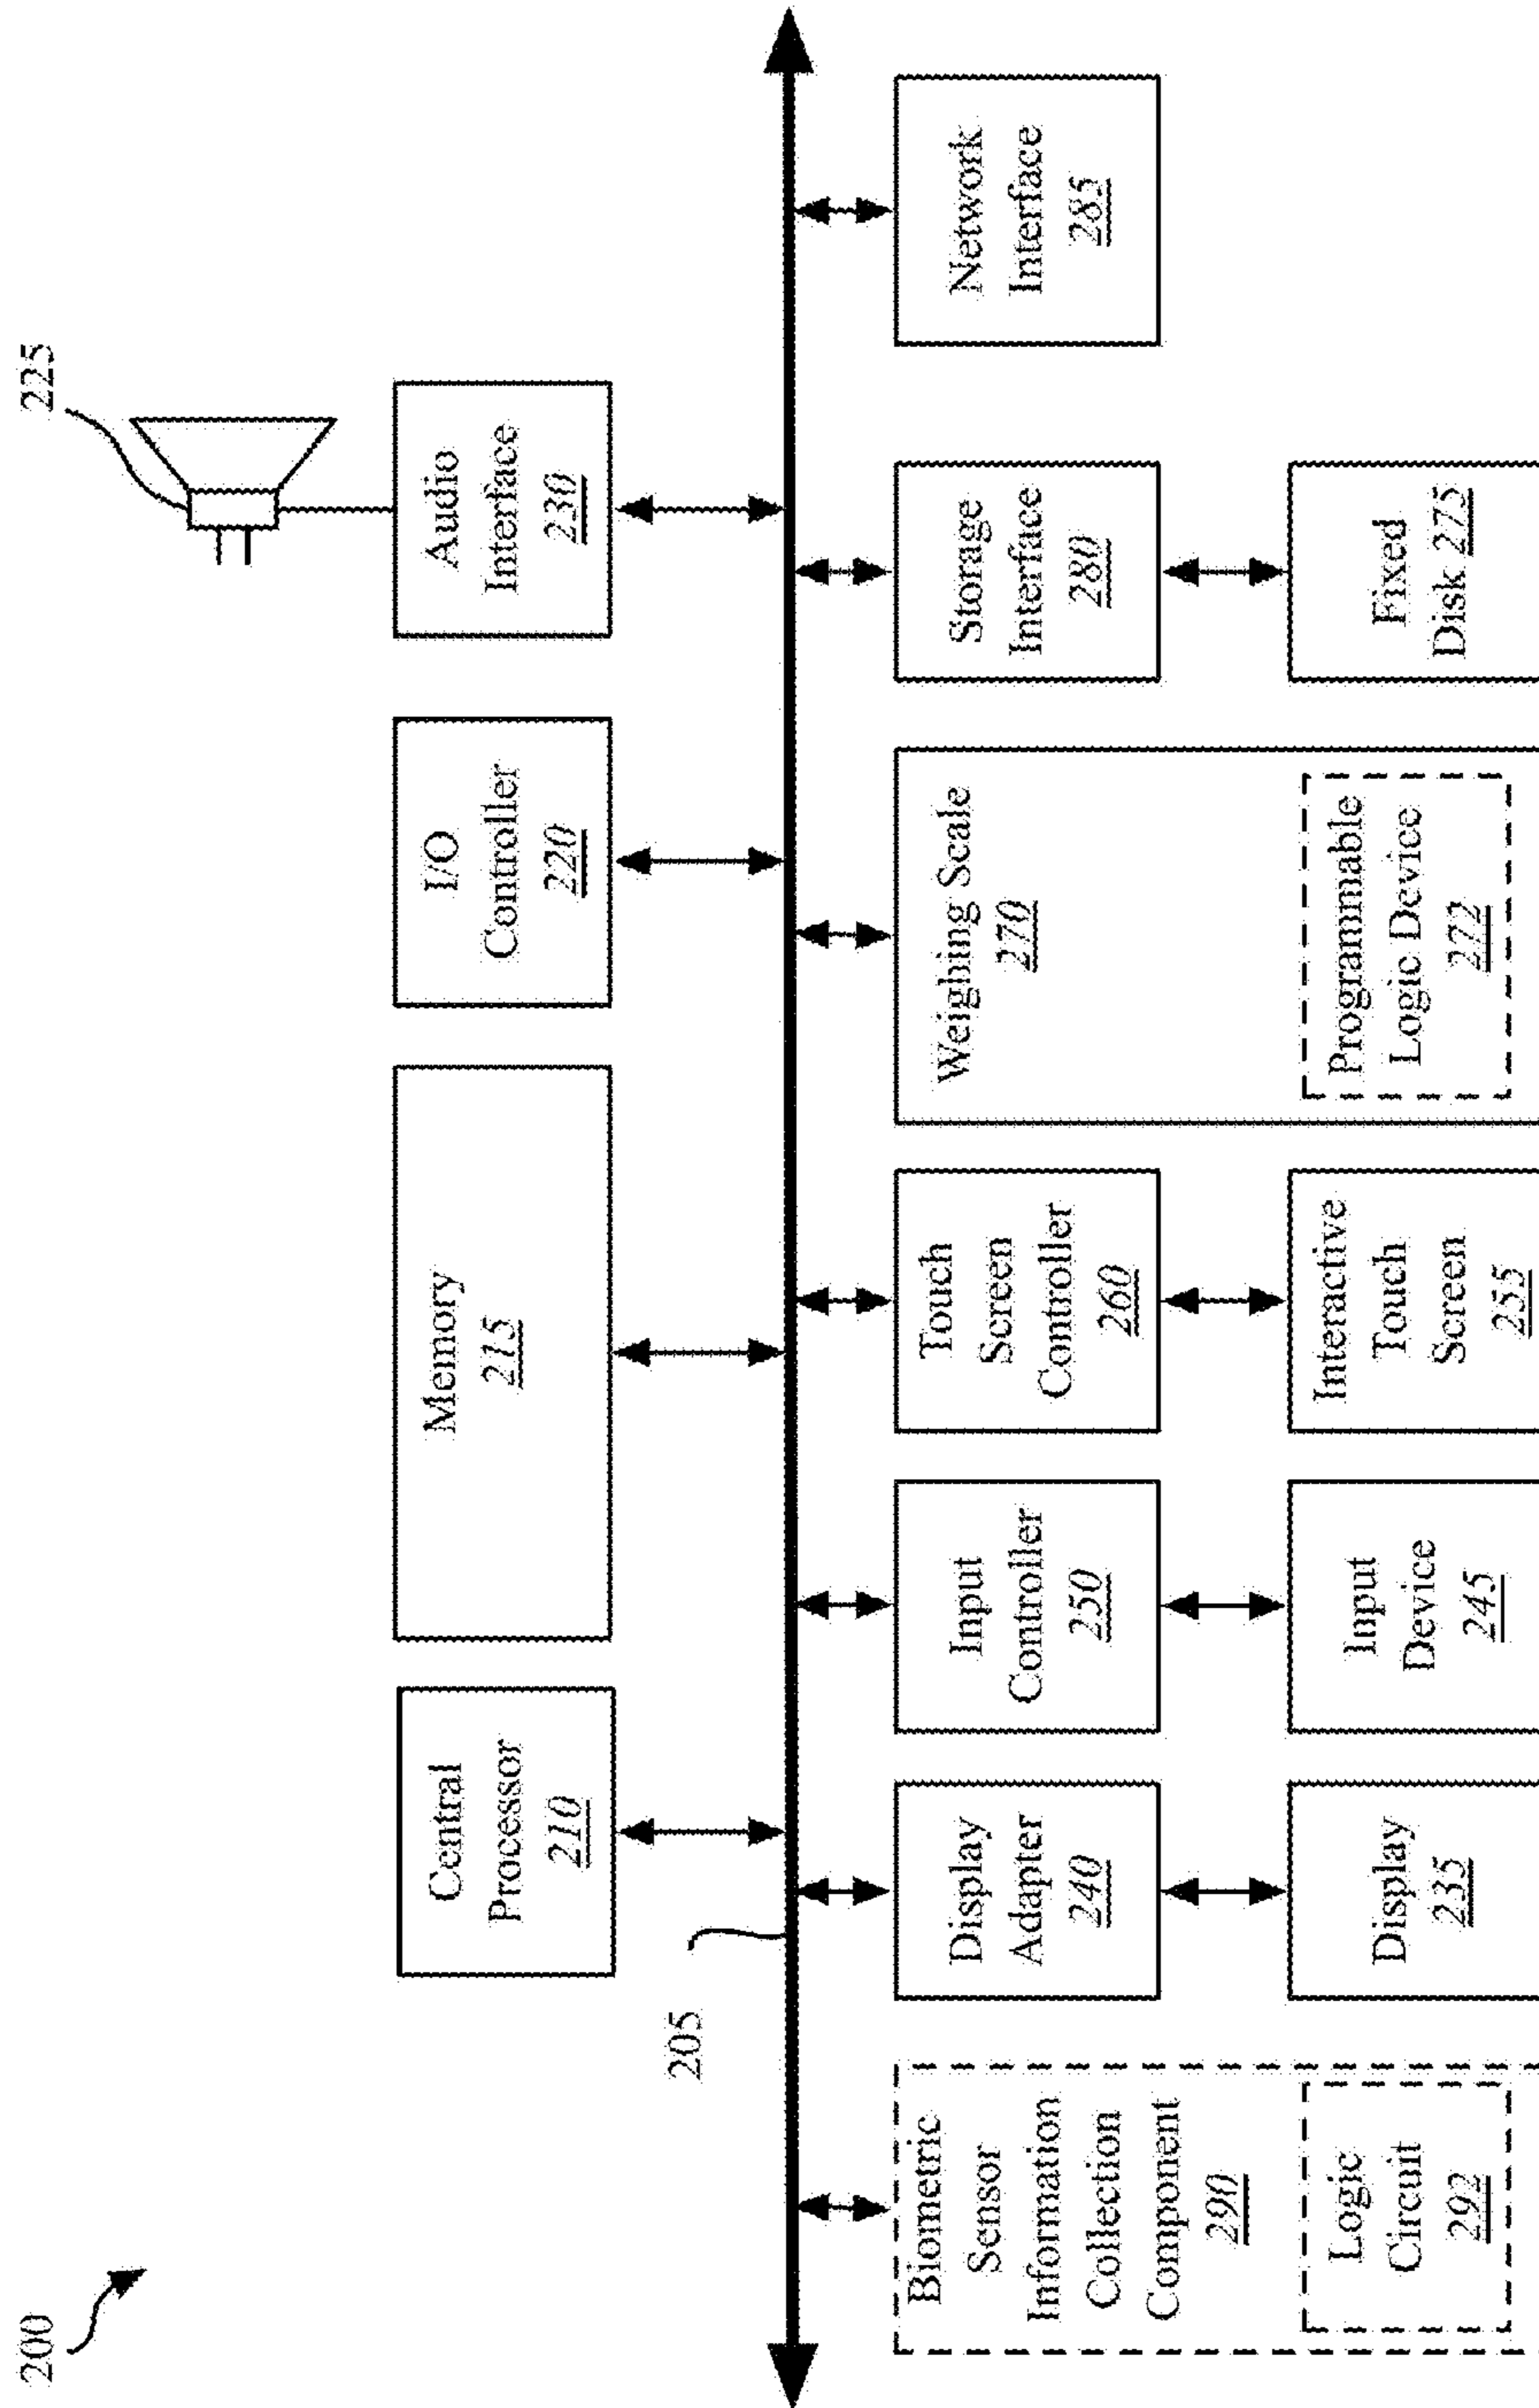 200
225
Central
Processor
210
Memory
215
I/O
Controller
220
Audio
Interface
230
205
Biometric
Sensor
Information
Collection
Component
290
Logic
Circuit
292
Display
Adapter
240
Display
235
Input
Controller
250
Input
Device
245
Touch
Screen
Controller
260
Interactive
Touch
Screen
255
Weighing Scale
270
Programmable
Logic Device
272
Storage
Interface
280
Fixed
Disk 275
Network
Interface
285